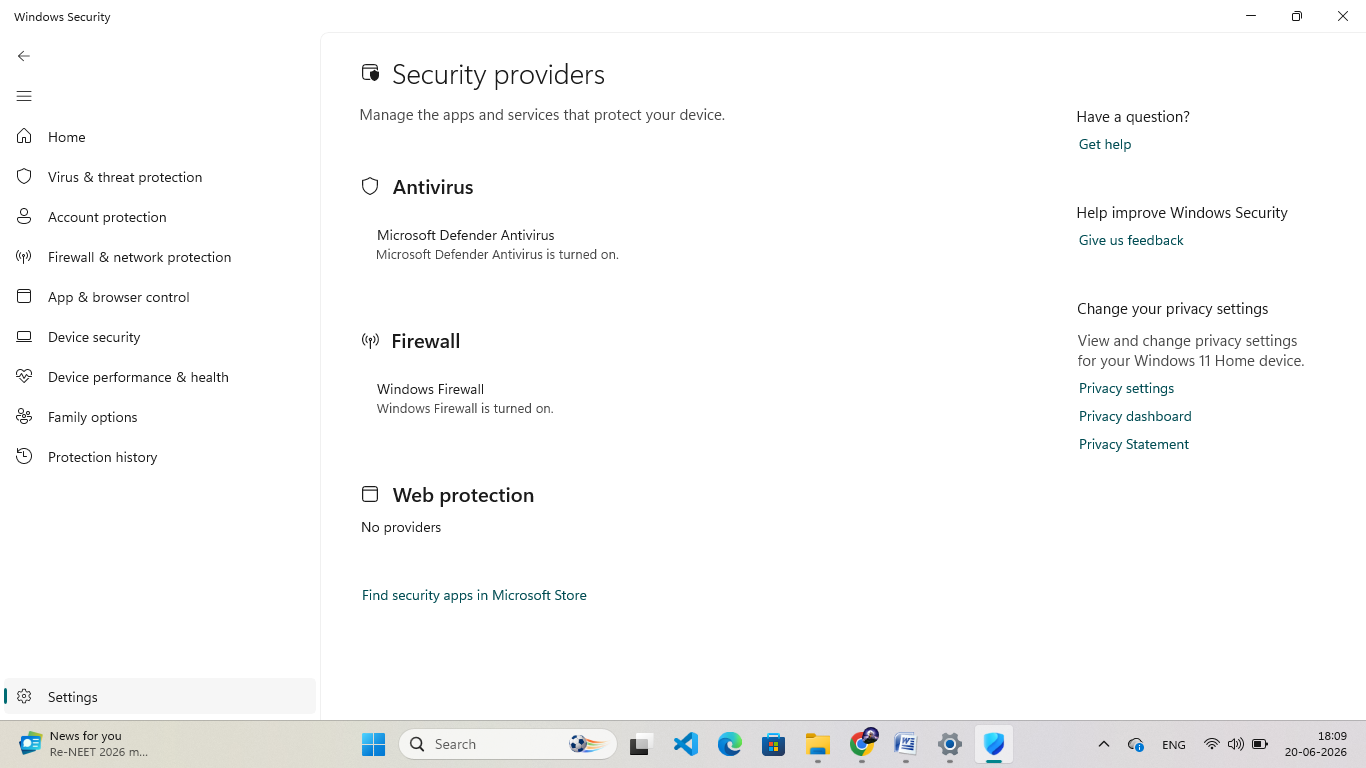 Windows Security
Home
Virus & threat protection
Account protection
Firewall & network protection
App & browser control
Device security
Device performance & health
Family options
Protection history
Settings
Security providers
Manage the apps and services that protect your device.
Antivirus
Microsoft Defender Antivirus
Microsoft Defender Antivirus is turned on.
Firewall
Windows Firewall
Windows Firewall is turned on.
Web protection
No providers
Find security apps in Microsoft Store
Have a question?
Get help
Help improve Windows Security
Give us feedback
Change your privacy settings
View and change privacy settings
for your Windows 11 Home device.
Privacy settings
Privacy dashboard
Privacy Statement
News for you
Re-NEET 2026 m...
Search
ENG
18:09
20-06-2026